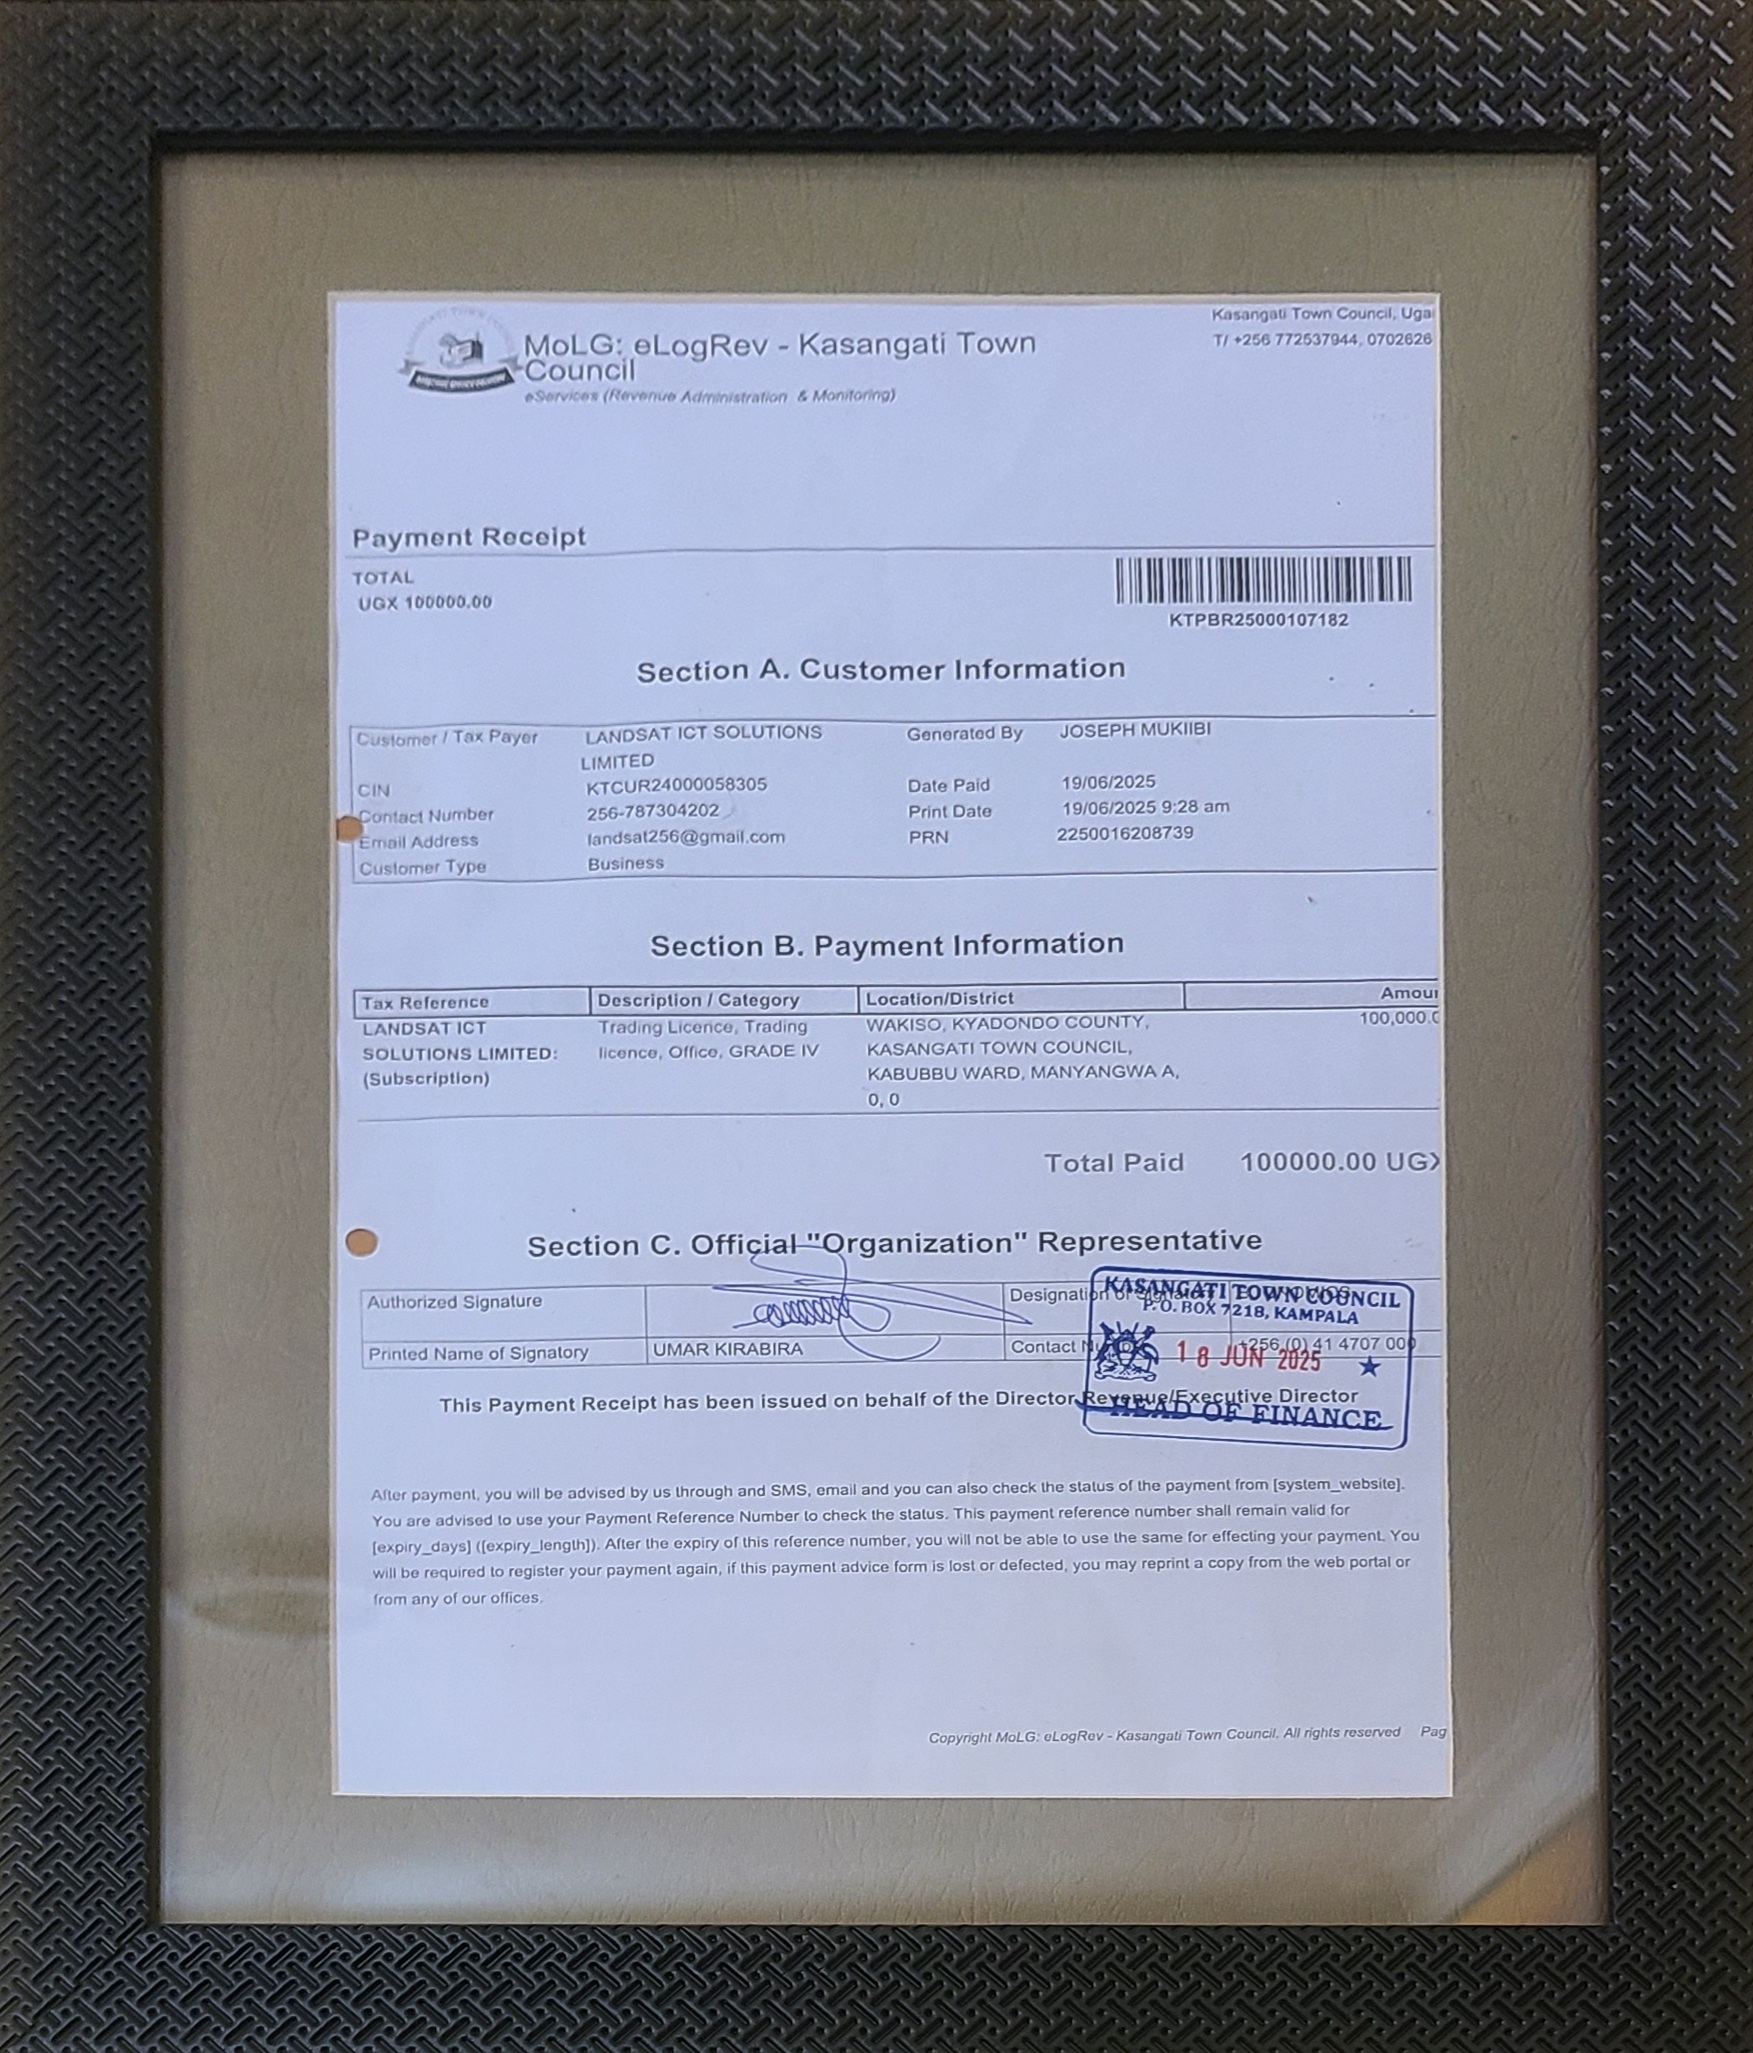 Kasangati Town Council, Uga
T/ +256 772537944, 0702626
MoLG: eLogRev - Kasangati Town
Council
eServices (Revenue Administration & Monitoring)
Payment Receipt
TOTAL
UGX 100000.00
KTPBR25000107182
Section A. Customer Information
Customer / Tax Payer LANDSAT ICT SOLUTIONS Generated By JOSEPH MUKIIBI
LIMITED
CIN KTCUR24000058305 Date Paid 19/06/2025
Contact Number 256-787304202 Print Date 19/06/2025 9:28 am
Email Address landsat256@gmail.com PRN 2250016208739
Customer Type Business
Section B. Payment Information
Tax Reference Description / Category Location/District Amou
LANDSAT ICT Trading Licence, Trading WAKISO, KYADONDO COUNTY, 100,000.
SOLUTIONS LIMITED: licence, Office, GRADE IV KASANGATI TOWN COUNCIL,
(Subscription) KABUBBU WARD, MANYANGWA A,
0, 0
Total Paid 100000.00 UGX
Section C. Official "Organization" Representative
Authorized Signature Designation of
Printed Name of Signatory UMAR KIRABIRA Contact +256 (0) 41 4707 000
KASANGATI TOWN COUNCIL
P.O. BOX 7218, KAMPALA
18 JUN 2025
HEAD OF FINANCE
This Payment Receipt has been issued on behalf of the Director Revenue/Executive Director
After payment, you will be advised by us through and SMS, email and you can also check the status of the payment from [system_website].
You are advised to use your Payment Reference Number to check the status. This payment reference number shall remain valid for
[expiry_days] ([expiry_length]). After the expiry of this reference number, you will not be able to use the same for effecting your payment. You
will be required to register your payment again, if this payment advice form is lost or defected, you may reprint a copy from the web portal or
from any of our offices.
Copyright MoLG: eLogRev - Kasangati Town Council. All rights reserved Pag